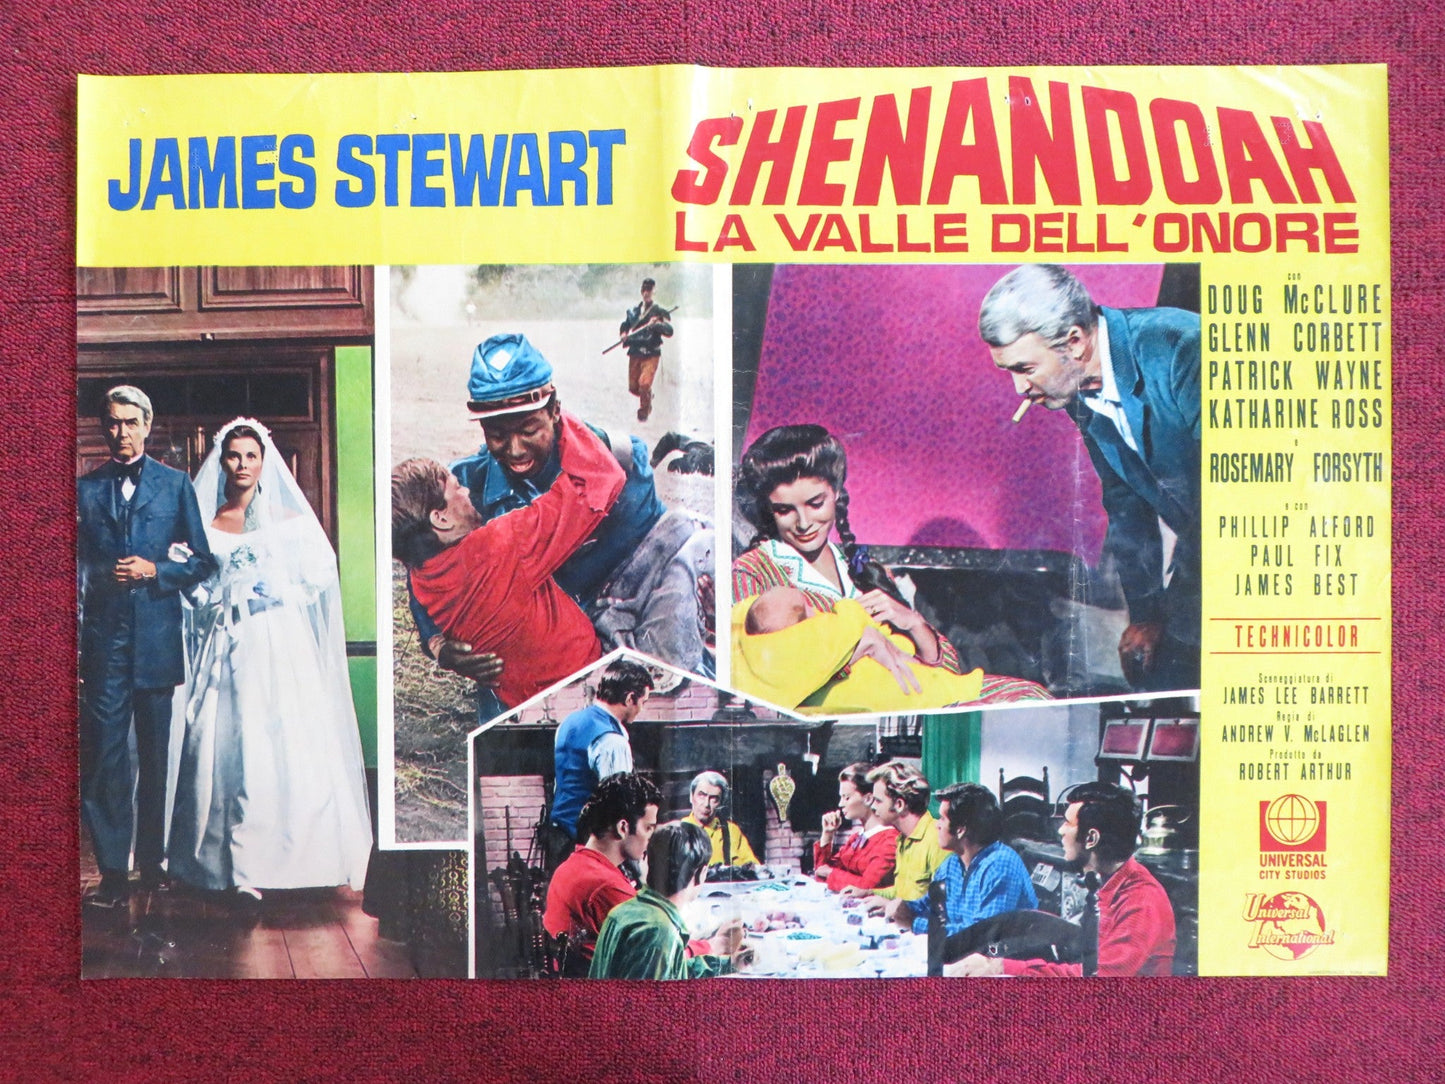 JAMES STEWART
SHENANDOAH
LA VALLE DELL'ONORE
con
DOUG McCLURE
GLENN CORBETT
PATRICK WAYNE
KATHARINE ROSS
e
ROSEMARY FORSYTH
e con
PHILLIP ALFORD
PAUL FIX
JAMES BEST
TECHNICOLOR
Sceneggiatura di
JAMES LEE BARRETT
Regia di
ANDREW V. McLAGLEN
Prodotto da
ROBERT ARTHUR
UNIVERSAL
CITY STUDIOS
Universal
International